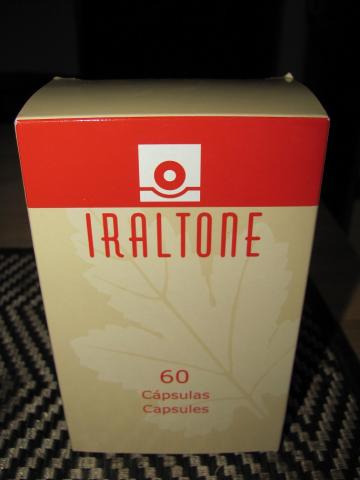 IRALTONE
60
Cápsulas
Capsules